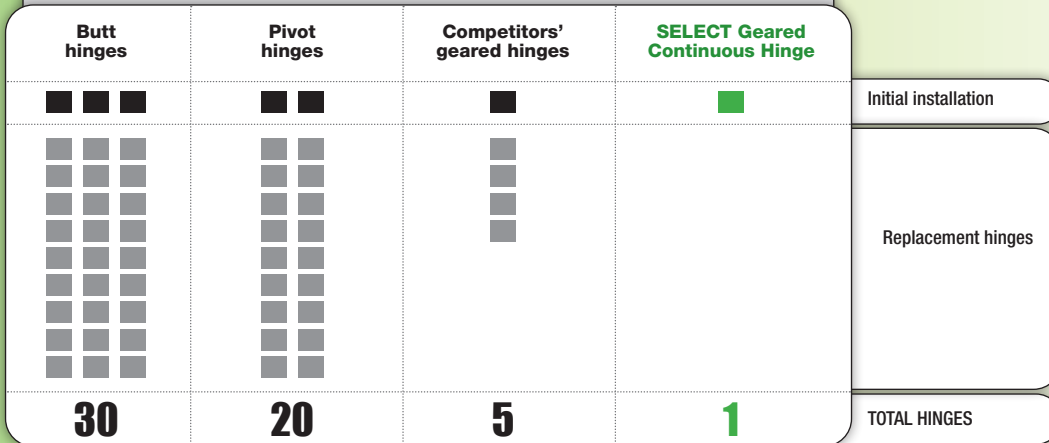 Butt
hinges
Pivot
hinges
Competitors’
geared hinges
SELECT Geared
Continuous Hinge
Initial installation
Replacement hinges
30
20
5
1
TOTAL HINGES